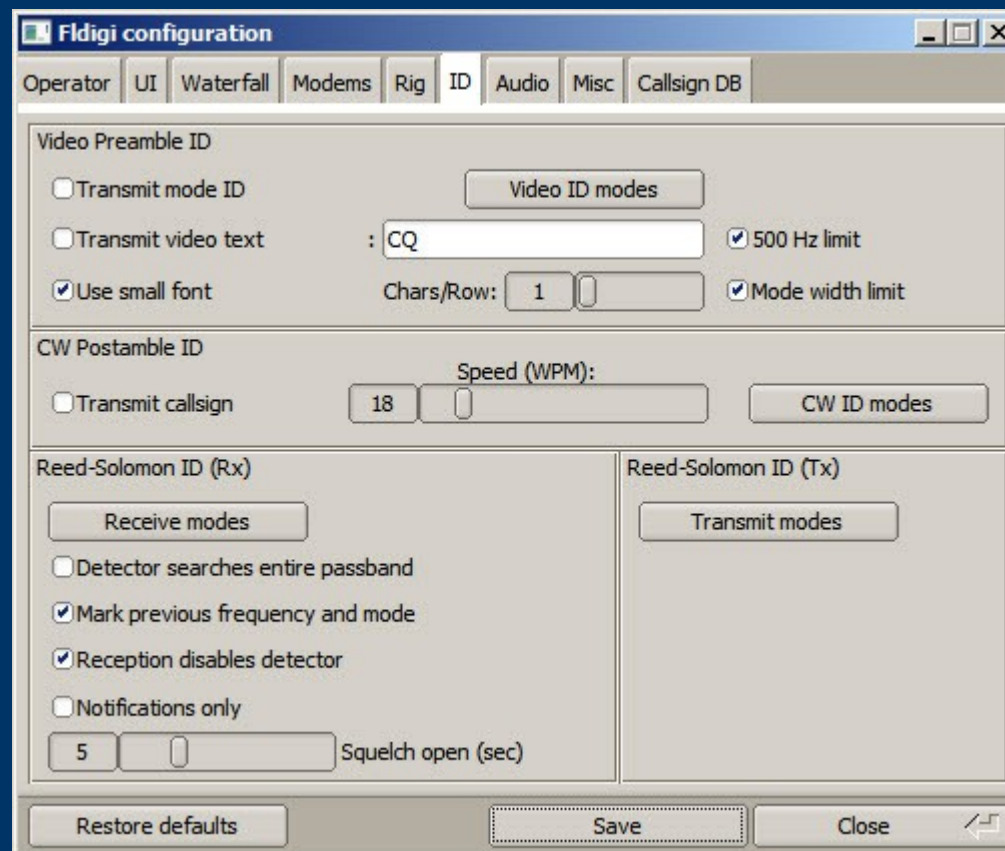 Fldigi configuration
Operator UI Waterfall Modems Rig ID Audio Misc Callsign DB
Video Preamble ID
Transmit mode ID Video ID modes
Transmit video text : CQ 500 Hz limit
Use small font Chars/Row: 1 Mode width limit
CW Postamble ID
Speed (WPM):
Transmit callsign 18 CW ID modes
Reed-Solomon ID (Rx) Reed-Solomon ID (Tx)
Receive modes Transmit modes
Detector searches entire passband
Mark previous frequency and mode
Reception disables detector
Notifications only
5 Squelch open (sec)
Restore defaults Save Close